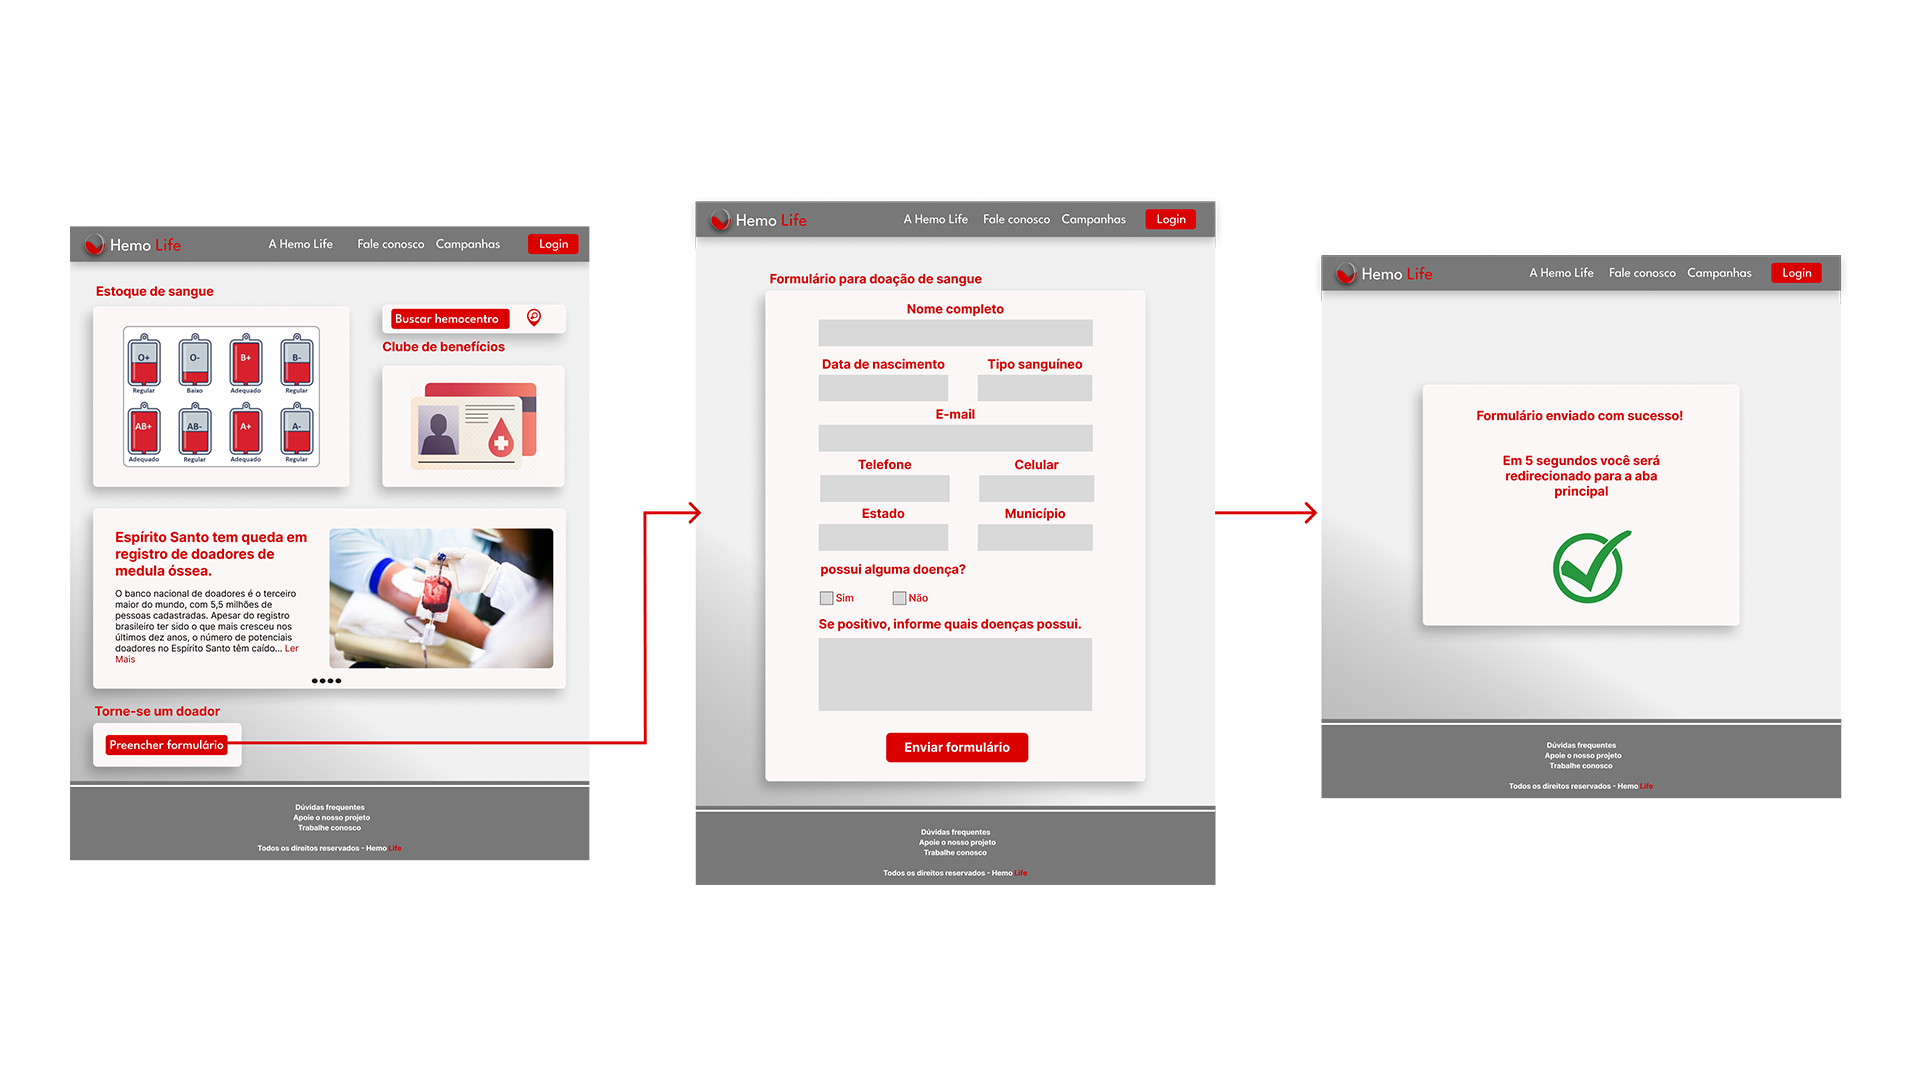 Hemo Life
A Hemo Life
Fale conosco
Campanhas
Login
Estoque de sangue
O+
O-
B+
B-
Regular
Baixo
Adequado
Regular
AB+
AB-
A+
A-
Adequado
Regular
Adequado
Regular
Buscar hemocentro
Clube de benefícios
Espírito Santo tem queda em
registro de doadores de
medula óssea.
O banco nacional de doadores é o terceiro
maior do mundo, com 5,5 milhões de
pessoas cadastradas. Apesar do registro
brasileiro ter sido o que mais cresceu nos
últimos dez anos, o número de potenciais
doadores no Espírito Santo têm caído... Ler
Mais
Torne-se um doador
Preencher formulário
Dúvidas frequentes
Apoie o nosso projeto
Trabalhe conosco
Todos os direitos reservados - Hemo Life
Hemo Life
A Hemo Life
Fale conosco
Campanhas
Login
Formulário para doação de sangue
Nome completo
Data de nascimento
Tipo sanguíneo
E-mail
Telefone
Celular
Estado
Município
possui alguma doença?
Sim
Não
Se positivo, informe quais doenças possui.
Enviar formulário
Dúvidas frequentes
Apoie o nosso projeto
Trabalhe conosco
Todos os direitos reservados - Hemo Life
Hemo Life
A Hemo Life
Fale conosco
Campanhas
Login
Formulário enviado com sucesso!
Em 5 segundos você será
redirecionado para a aba
principal
Dúvidas frequentes
Apoie o nosso projeto
Trabalhe conosco
Todos os direitos reservados - Hemo Life